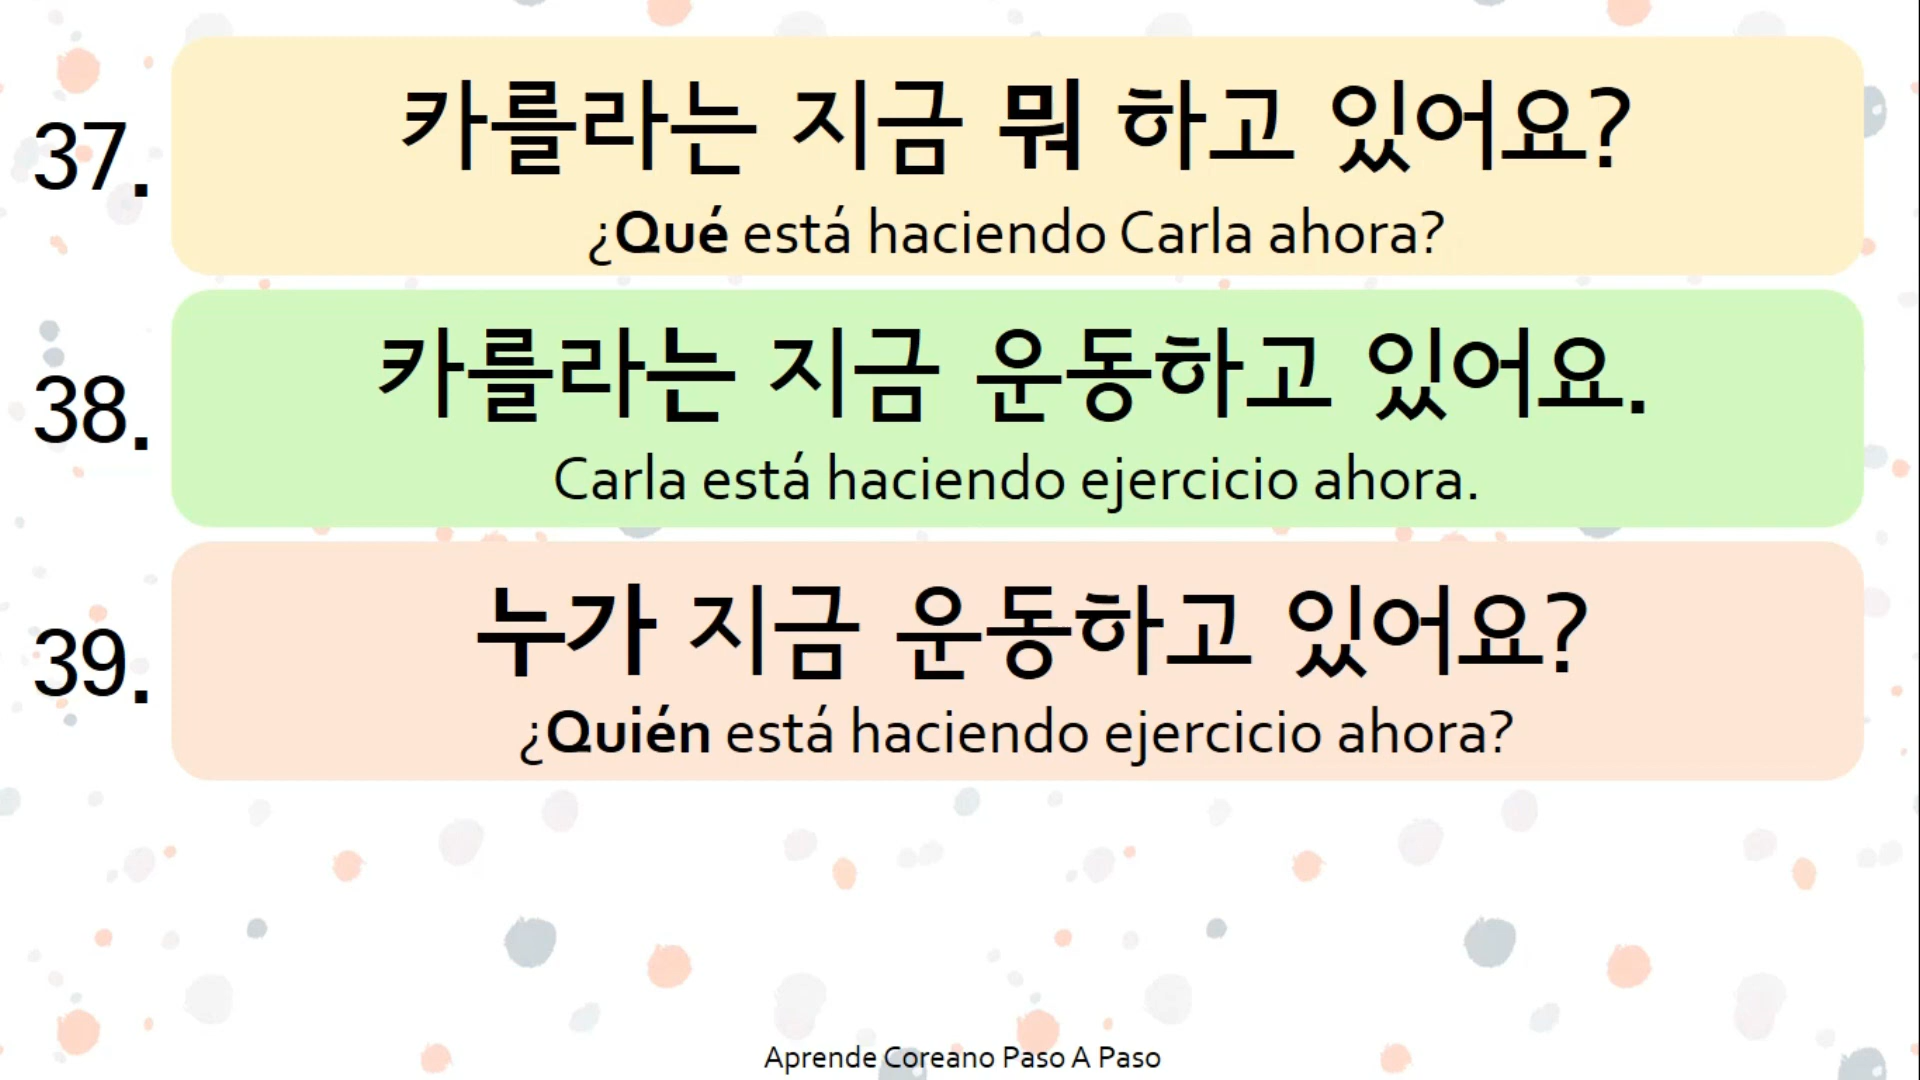 37.
카를라는 지금 뭐 하고 있어요?
¿Qué está haciendo Carla ahora?
38.
카를라는 지금 운동하고 있어요.
Carla está haciendo ejercicio ahora.
39.
누가 지금 운동하고 있어요?
¿Quién está haciendo ejercicio ahora?
Aprende Coreano Paso A Paso